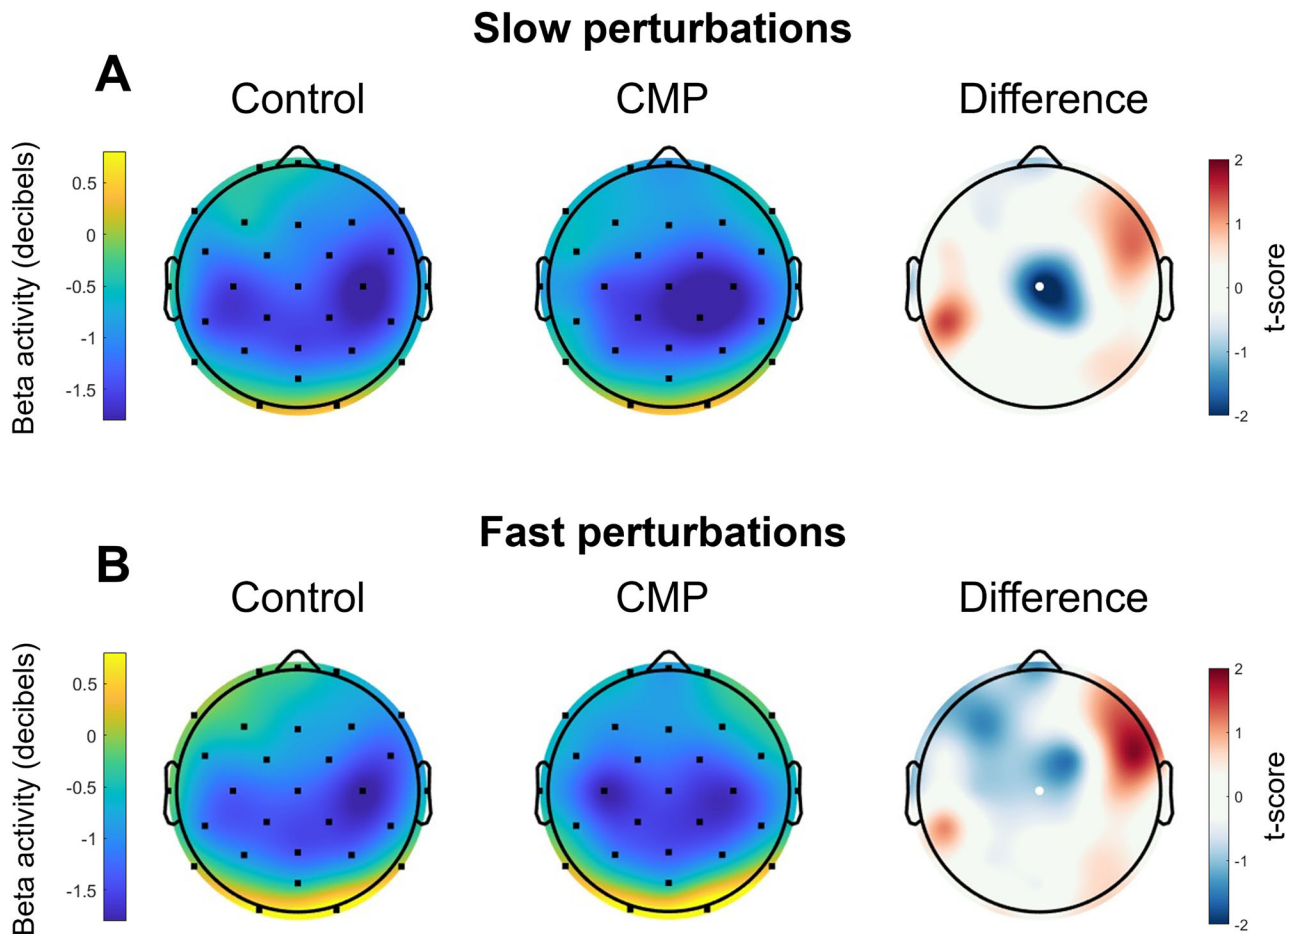 Slow perturbations
A
Control
CMP
Difference
Beta activity (decibels)
0.5
0
-0.5
-1
-1.5
2
1
0
-1
-2
t-score
Fast perturbations
B
Control
CMP
Difference
Beta activity (decibels)
0.5
0
-0.5
-1
-1.5
2
1
0
-1
-2
t-score